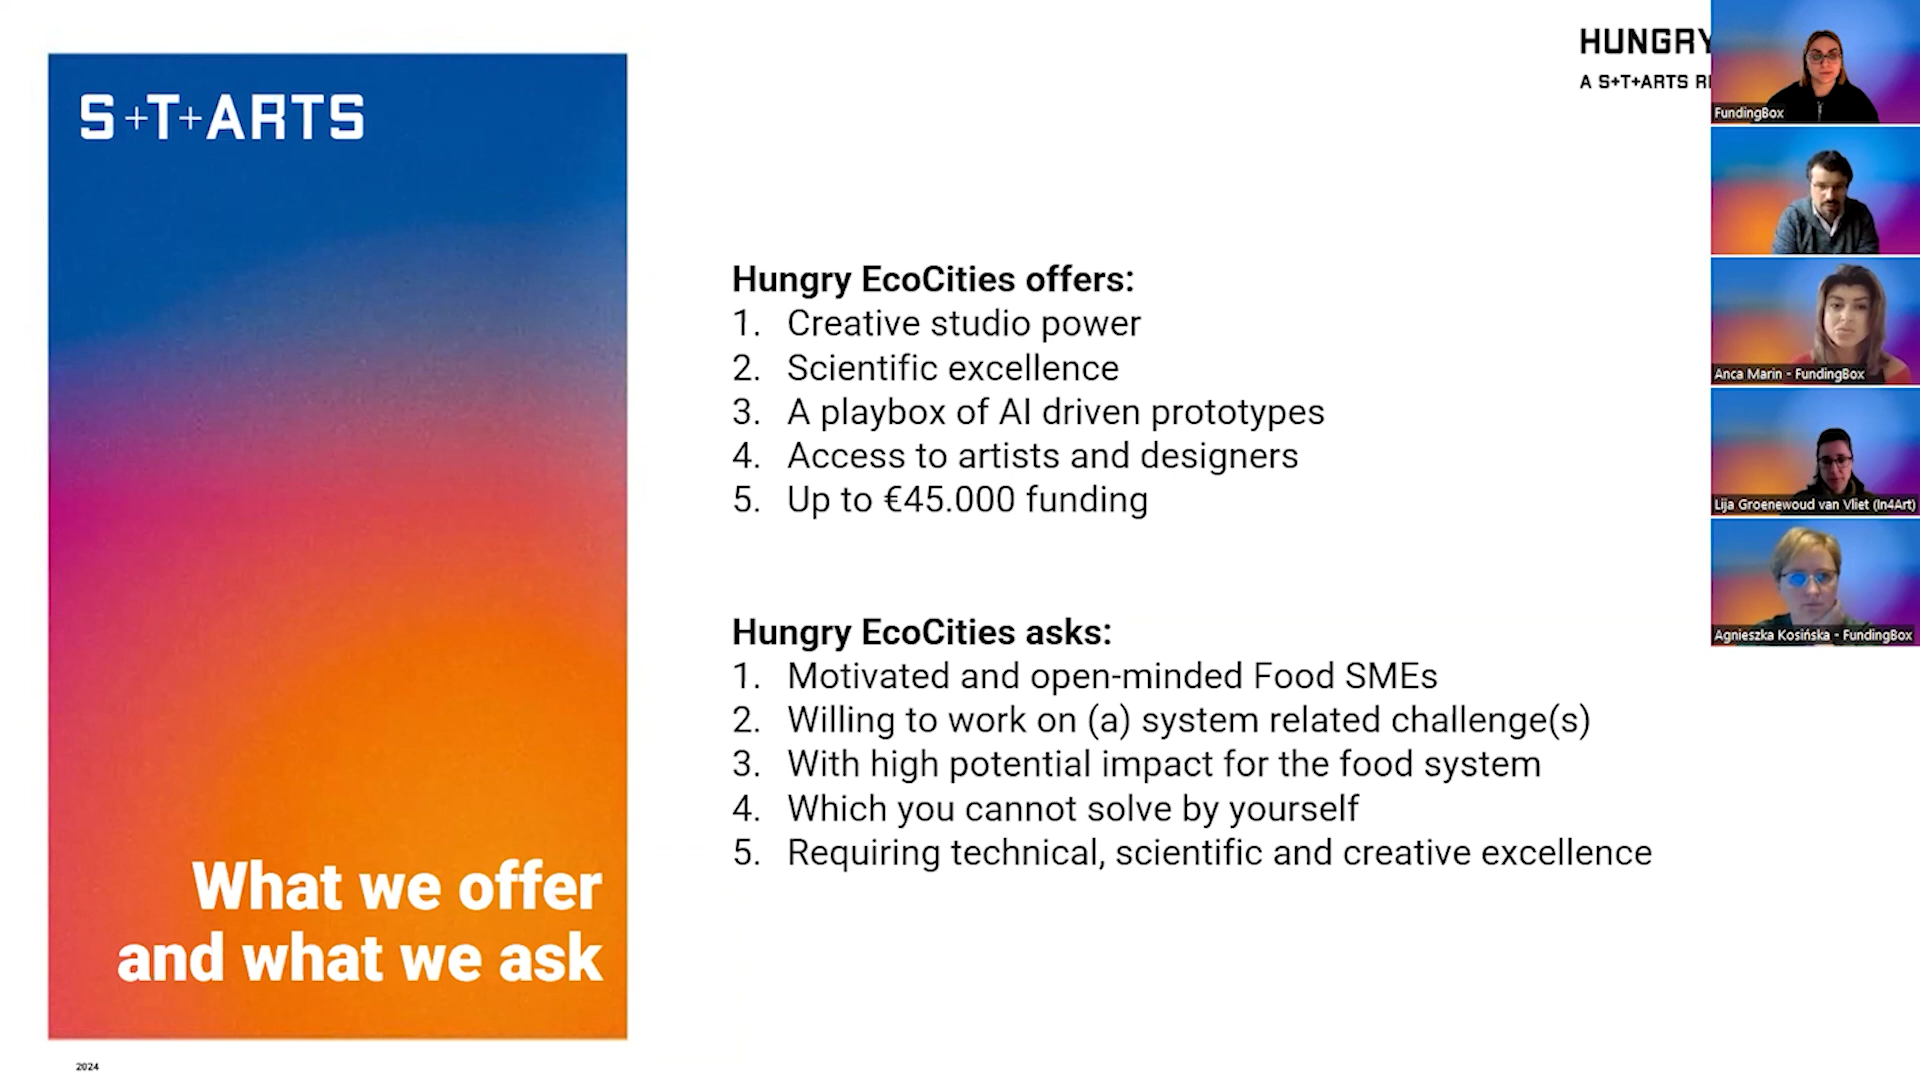 S+T+ARTS
What we offer
and what we ask
2024
HUNGRY
A S+T+ARTS
Hungry EcoCities offers:
1. Creative studio power
2. Scientific excellence
3. A playbox of AI driven prototypes
4. Access to artists and designers
5. Up to €45.000 funding
Hungry EcoCities asks:
1. Motivated and open-minded Food SMEs
2. Willing to work on (a) system related challenge(s)
3. With high potential impact for the food system
4. Which you cannot solve by yourself
5. Requiring technical, scientific and creative excellence
FundingBox
Anca Marin - FundingBox
Lija Groenewoud van Vliet (In4Art)
Agnieszka Kosińska - FundingBox